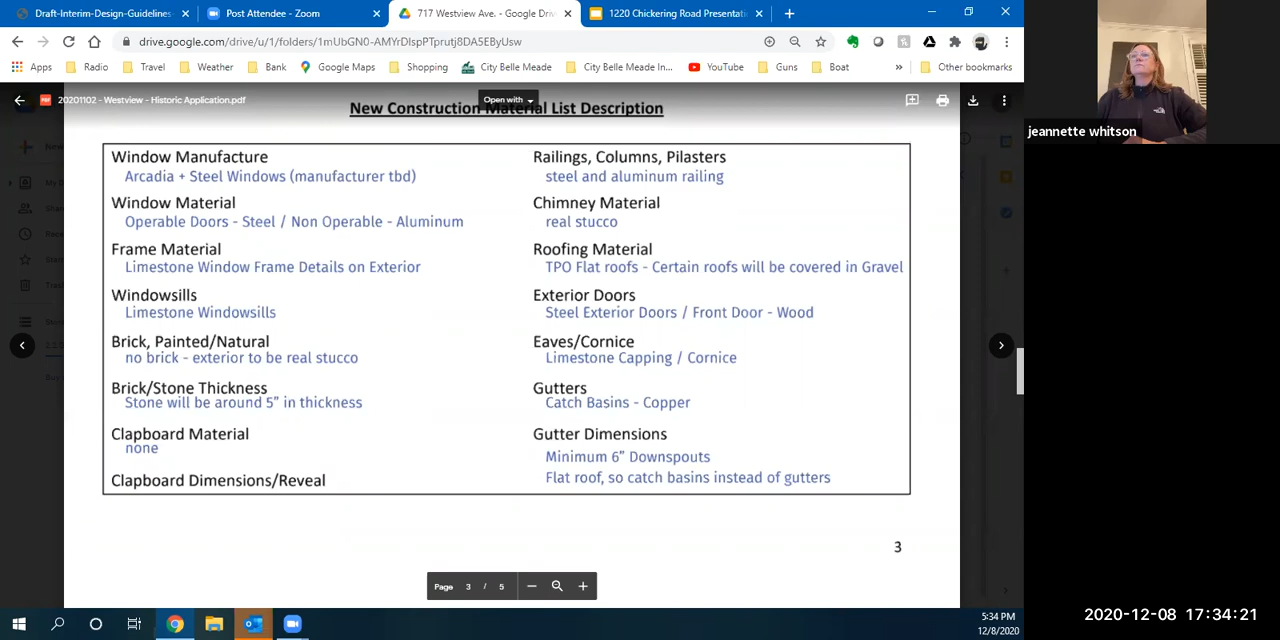 Draft-Interim-Design-Guidelines-
Post Attendee - Zoom
717 Westview Ave. - Google Driv
1220 Chickering Road Presentati
drive.google.com/drive/u/1/folders/1mUbGN0-AMYrDIspPTprutj8DA5EByUsw
Apps
Radio
Travel
Weather
Bank
Google Maps
Shopping
City Belle Meade
City Belle Meade In...
YouTube
Guns
Boat
»
Other bookmarks
20201102 - Westview - Historic Application.pdf
Open with
New Construction Material List Description
Window Manufacture
Arcadia + Steel Windows (manufacturer tbd)
Window Material
Operable Doors - Steel / Non Operable - Aluminum
Frame Material
Limestone Window Frame Details on Exterior
Windowsills
Limestone Windowsills
Brick, Painted/Natural
no brick - exterior to be real stucco
Brick/Stone Thickness
Stone will be around 5" in thickness
Clapboard Material
none
Clapboard Dimensions/Reveal
Railings, Columns, Pilasters
steel and aluminum railing
Chimney Material
real stucco
Roofing Material
TPO Flat roofs - Certain roofs will be covered in Gravel
Exterior Doors
Steel Exterior Doors / Front Door - Wood
Eaves/Cornice
Limestone Capping / Cornice
Gutters
Catch Basins - Copper
Gutter Dimensions
Minimum 6" Downspouts
Flat roof, so catch basins instead of gutters
3
Page 3 / 5
5:34 PM
12/8/2020
jeannette whitson
2020-12-08 17:34:21